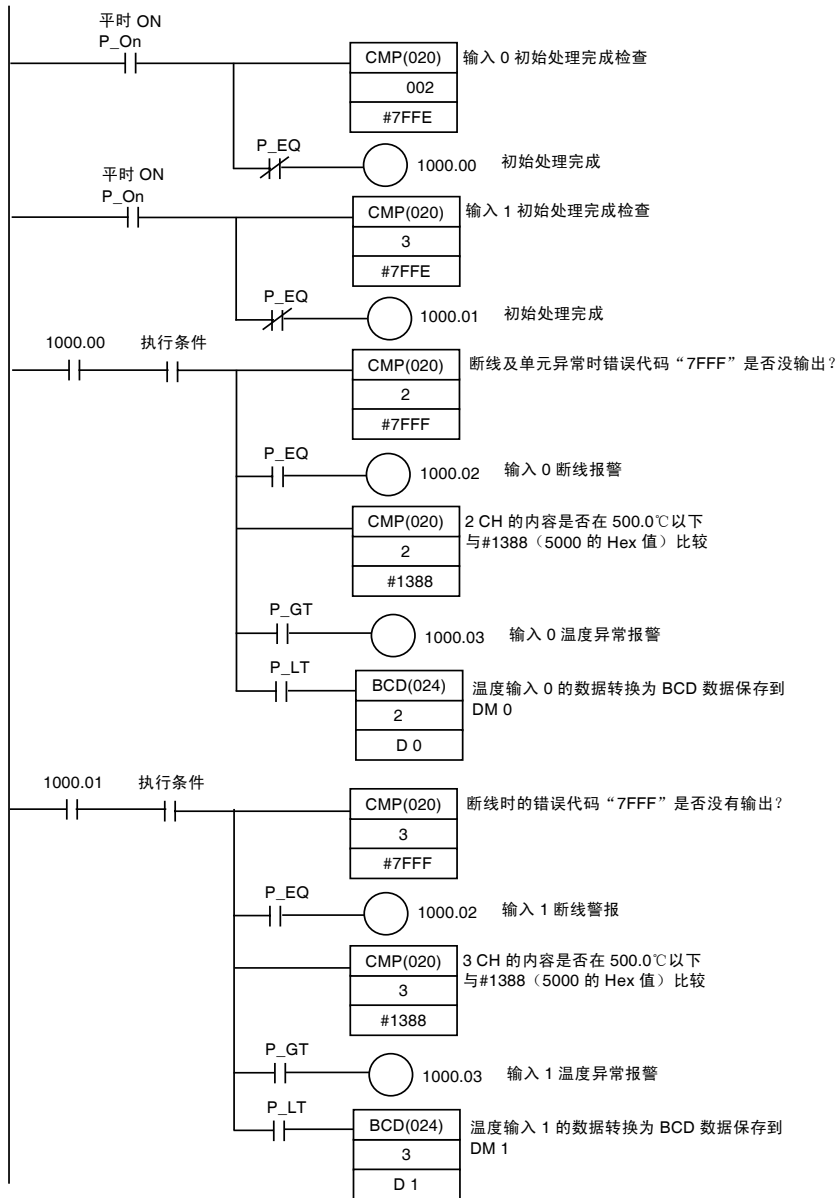 平时 ON
P_On
CMP(020) 输入 0 初始处理完成检查
002
#7FFE
P_EQ
1000.00 初始处理完成
平时 ON
P_On
CMP(020) 输入 1 初始处理完成检查
3
#7FFE
P_EQ
1000.01 初始处理完成
1000.00 执行条件
CMP(020) 断线及单元异常时错误代码“7FFF”是否没输出？
2
#7FFF
P_EQ
1000.02 输入 0 断线报警
CMP(020) 2 CH 的内容是否在 500.0℃以下
与#1388（5000 的 Hex 值）比较
2
#1388
P_GT
1000.03 输入 0 温度异常报警
P_LT
BCD(024) 温度输入 0 的数据转换为 BCD 数据保存到
DM 0
2
D 0
1000.01 执行条件
CMP(020) 断线时的错误代码“7FFF”是否没有输出？
3
#7FFF
P_EQ
1000.02 输入 1 断线警报
CMP(020) 3 CH 的内容是否在 500.0℃以下
与#1388（5000 的 Hex 值）比较
3
#1388
P_GT
1000.03 输入 1 温度异常报警
P_LT
BCD(024) 温度输入 1 的数据转换为 BCD 数据保存到
DM 1
3
D 1